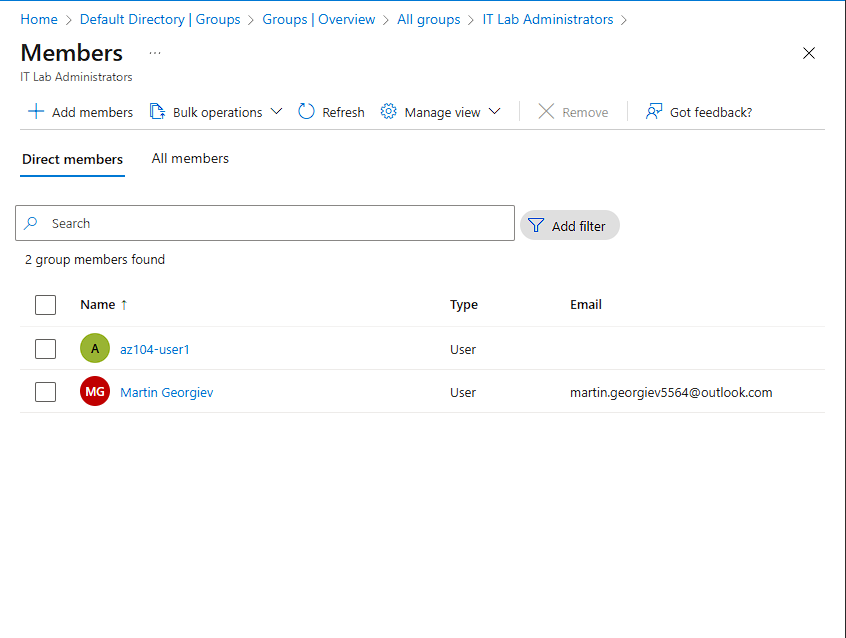 Home > Default Directory | Groups > Groups | Overview > All groups > IT Lab Administrators >
Members ...
IT Lab Administrators
Add members Bulk operations Refresh Manage view Remove Got feedback?
Direct members All members
Search Add filter
2 group members found
Name ↑ Type Email
A az104-user1 User
MG Martin Georgiev User martin.georgiev5564@outlook.com